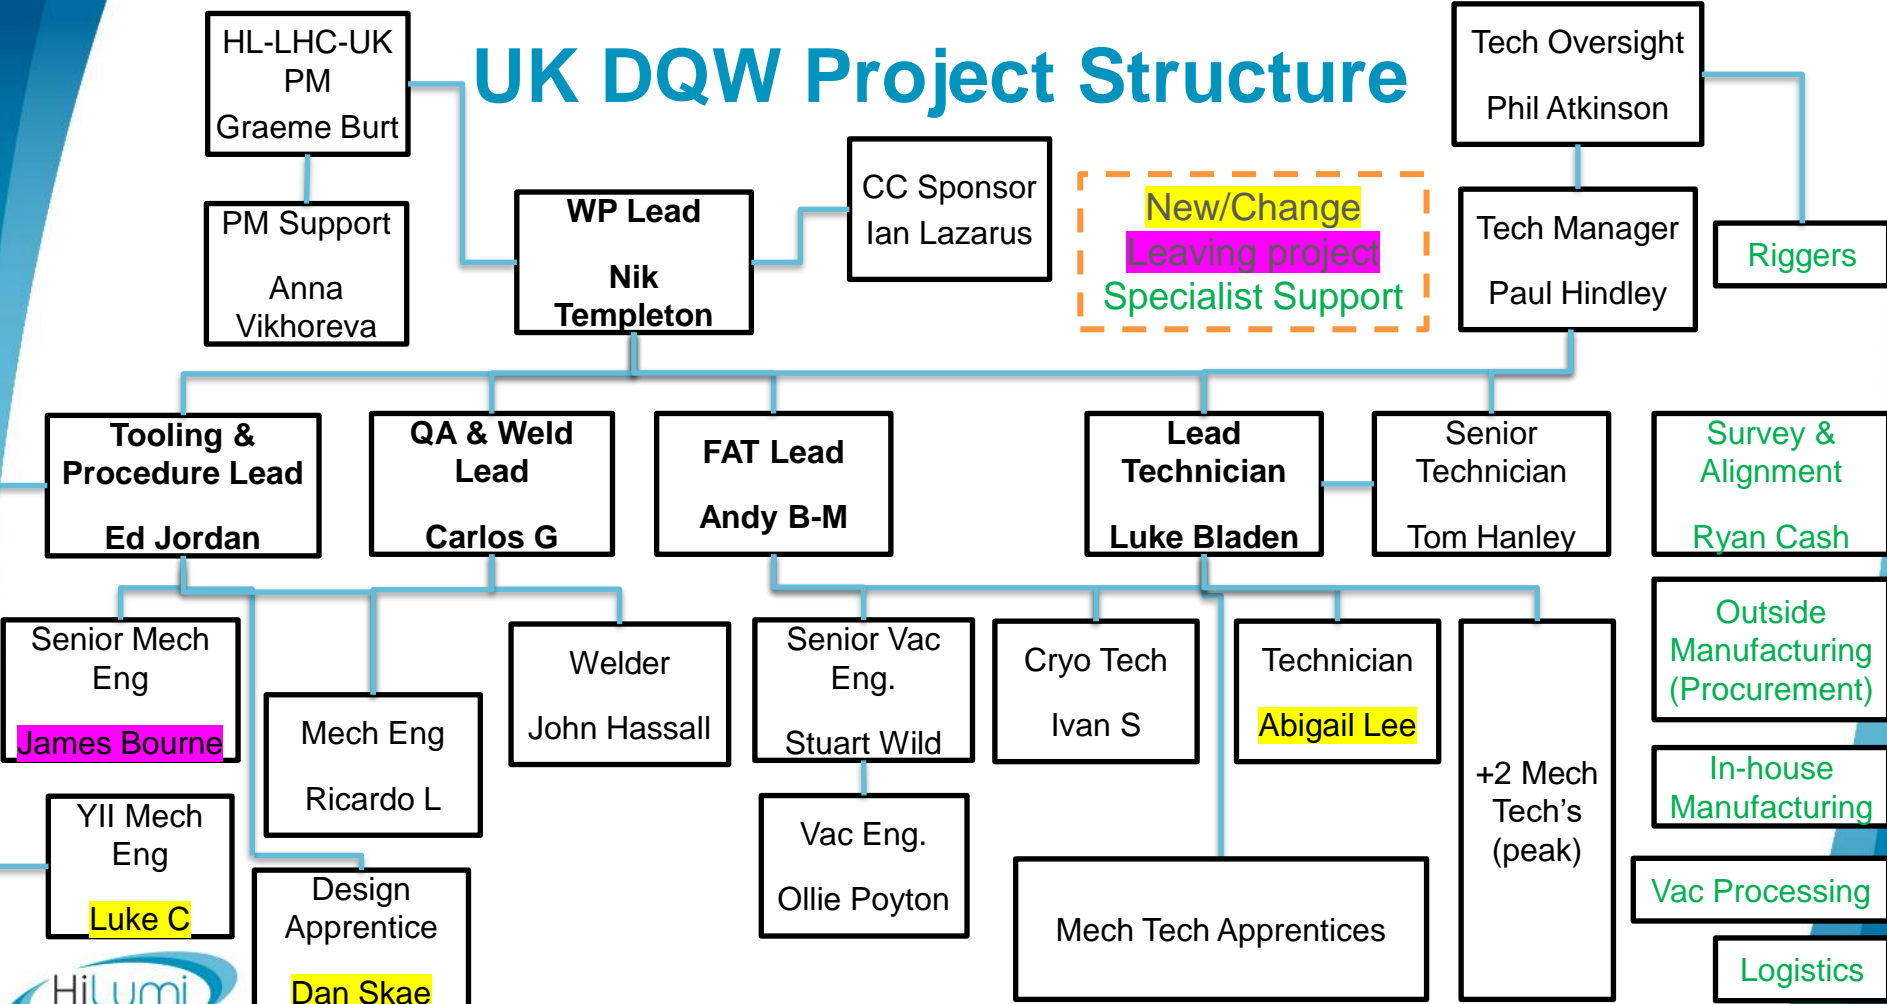 UK DQW Project Structure
HL-LHC-UK
PM
Graeme Burt
Tech Oversight
Phil Atkinson
PM Support
Anna
Vikhoreva
WP Lead
Nik
Templeton
CC Sponsor
Ian Lazarus
New/Change
Leaving project
Specialist Support
Tech Manager
Paul Hindley
Riggers
Tooling &
Procedure Lead
Ed Jordan
QA & Weld
Lead
Carlos G
FAT Lead
Andy B-M
Lead
Technician
Luke Bladen
Senior
Technician
Tom Hanley
Survey &
Alignment
Ryan Cash
Senior Mech
Eng
James Bourne
Mech Eng
Ricardo L
Welder
John Hassall
Senior Vac
Eng.
Stuart Wild
Cryo Tech
Ivan S
Technician
Abigail Lee
+2 Mech
Tech’s
(peak)
Outside
Manufacturing
(Procurement)
In-house
Manufacturing
YII Mech
Eng
Luke C
Design
Apprentice
Dan Skae
Vac Eng.
Ollie Poyton
Mech Tech Apprentices
Vac Processing
Logistics
HiLumi